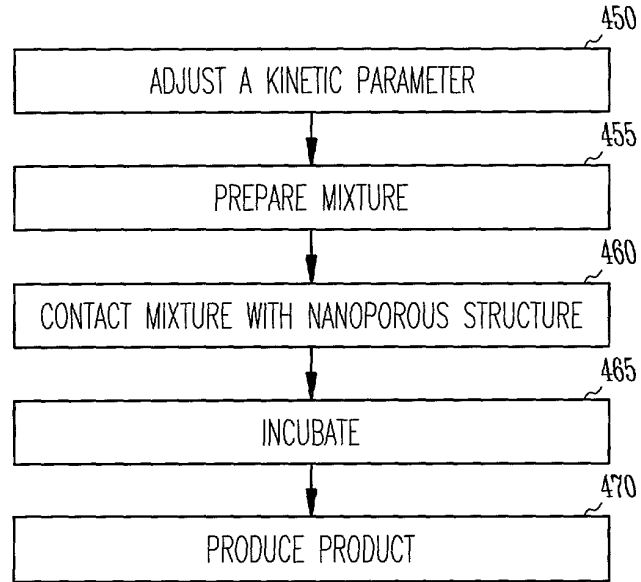 450
ADJUST A KINETIC PARAMETER
455
PREPARE MIXTURE
460
CONTACT MIXTURE WITH NANOPOROUS STRUCTURE
465
INCUBATE
470
PRODUCE PRODUCT